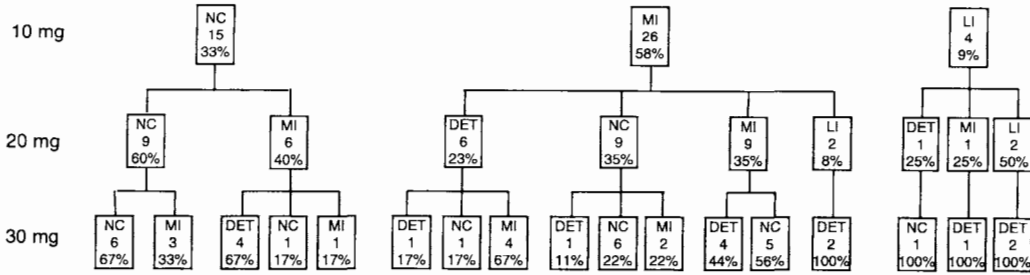 10 mg
NC
15
33%
MI
26
58%
LI
4
9%
20 mg
NC
9
60%
MI
6
40%
DET
6
23%
NC
9
35%
MI
9
35%
LI
2
8%
DET
1
25%
MI
1
25%
LI
2
50%
30 mg
NC
6
67%
MI
3
33%
DET
4
67%
NC
1
17%
MI
1
17%
DET
1
17%
NC
1
17%
MI
4
67%
DET
1
11%
NC
6
22%
MI
2
22%
DET
4
44%
NC
5
56%
DET
2
100%
NC
1
100%
DET
1
100%
DET
2
100%